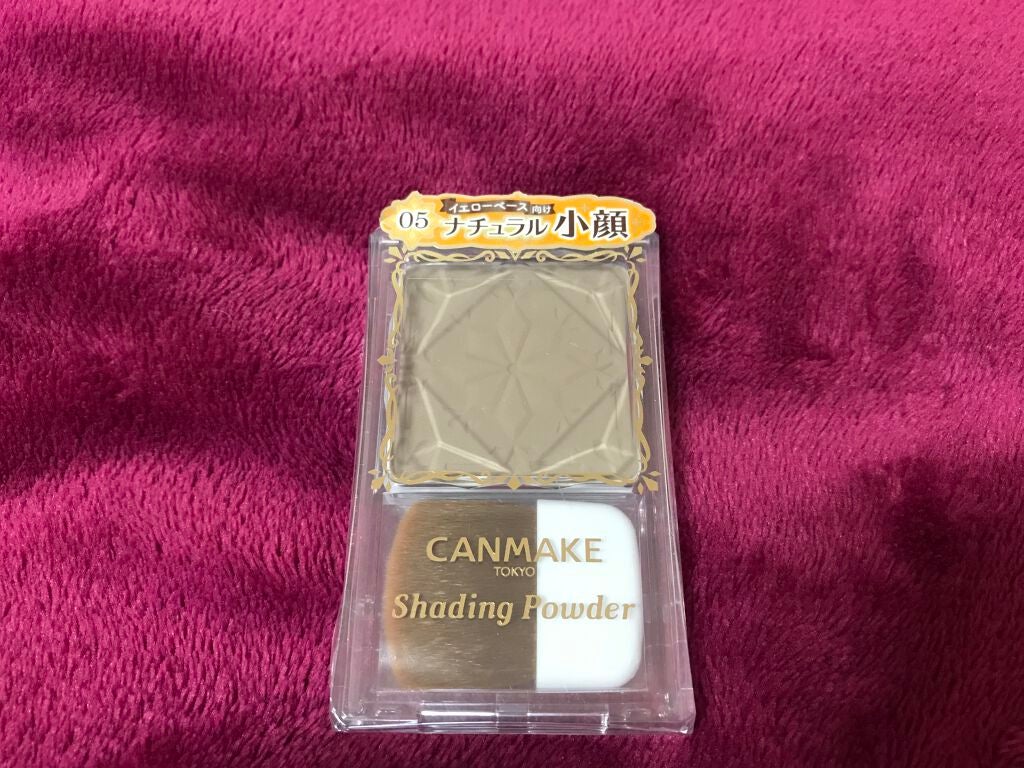 05
イエローベース向け
ナチュラル小顔
CANMAKE
TOKYO
Shading Powder